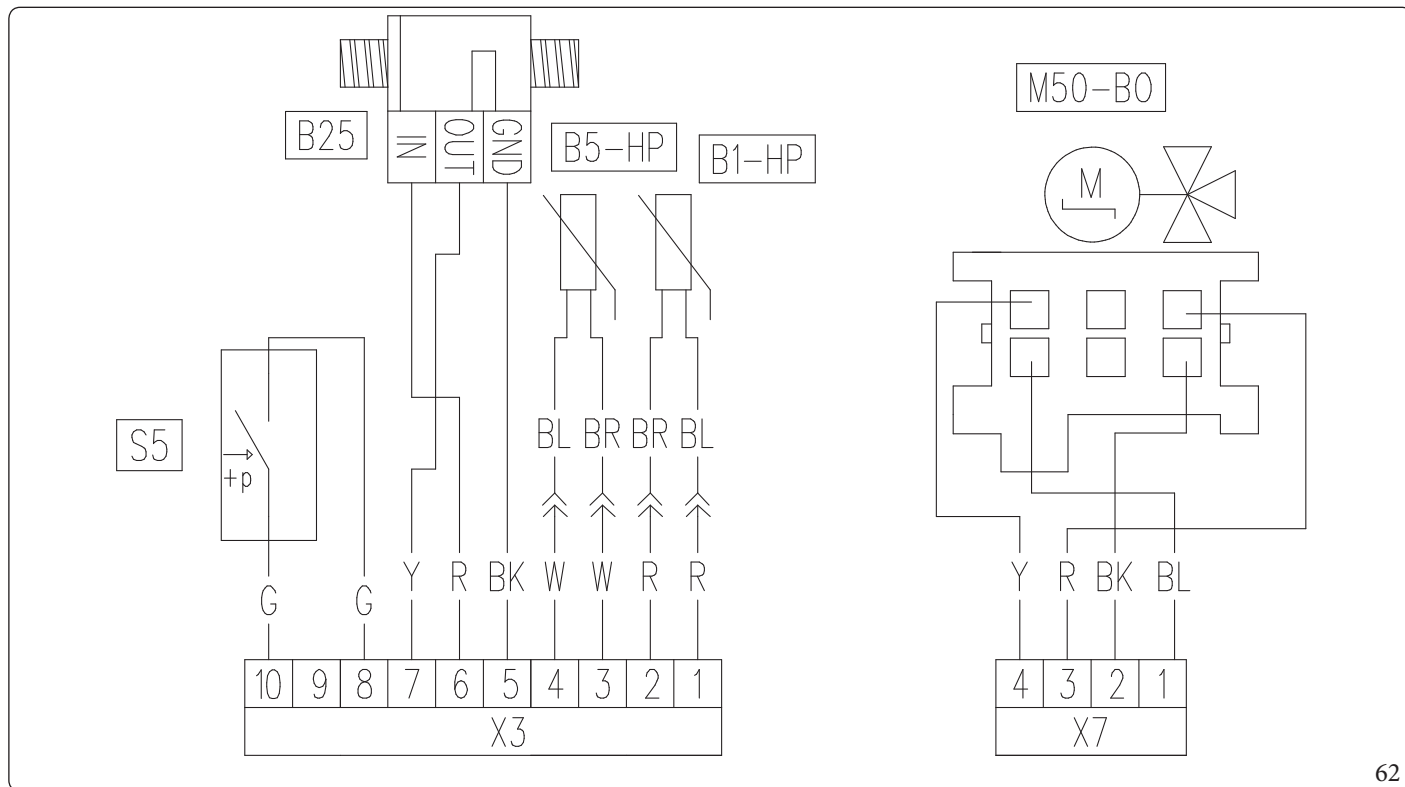 M50-B0
B25
IN
OUT
GND
B5-HP
B1-HP
M
S5
+p
BL BR BR BL
G G Y R BK W W R R
Y R BK BL
10 9 8 7 6 5 4 3 2 1
X3
4 3 2 1
X7
62